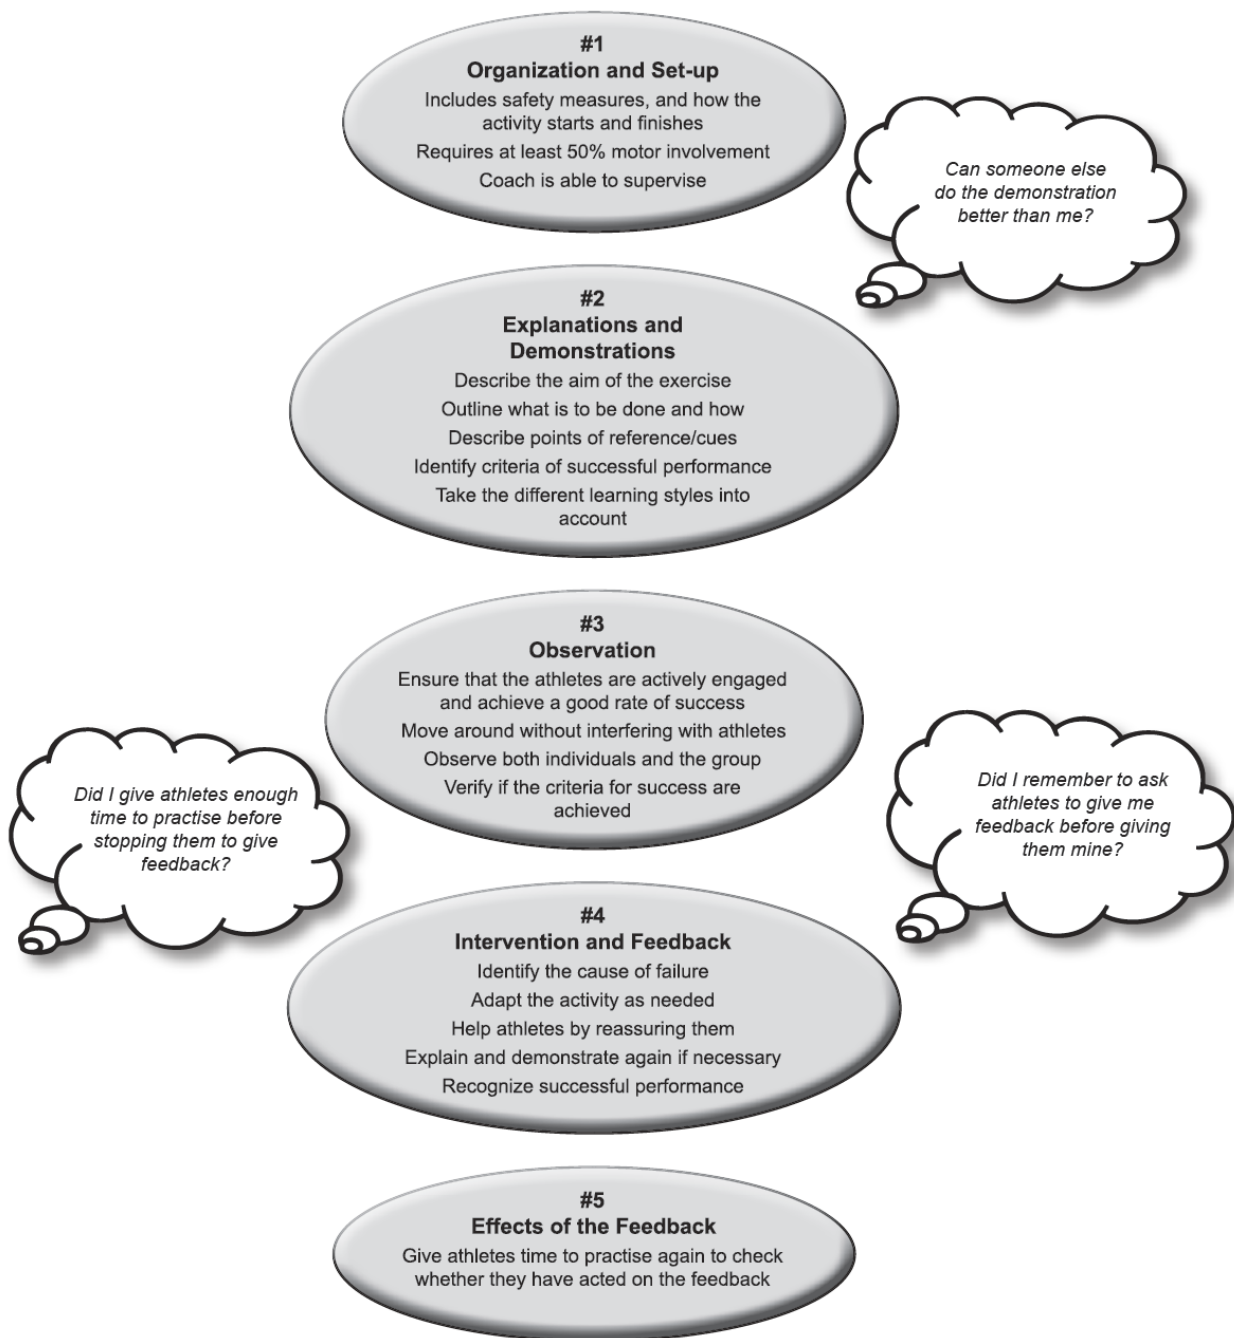 #1
Organization and Set-up
Includes safety measures, and how the
activity starts and finishes
Requires at least 50% motor involvement
Coach is able to supervise
Can someone else
do the demonstration
better than me?
#2
Explanations and
Demonstrations
Describe the aim of the exercise
Outline what is to be done and how
Describe points of reference/cues
Identify criteria of successful performance
Take the different learning styles into
account
#3
Observation
Ensure that the athletes are actively engaged
and achieve a good rate of success
Move around without interfering with athletes
Observe both individuals and the group
Verify if the criteria for success are
achieved
Did I give athletes enough
time to practise before
stopping them to give
feedback?
Did I remember to ask
athletes to give me
feedback before giving
them mine?
#4
Intervention and Feedback
Identify the cause of failure
Adapt the activity as needed
Help athletes by reassuring them
Explain and demonstrate again if necessary
Recognize successful performance
#5
Effects of the Feedback
Give athletes time to practise again to check
whether they have acted on the feedback